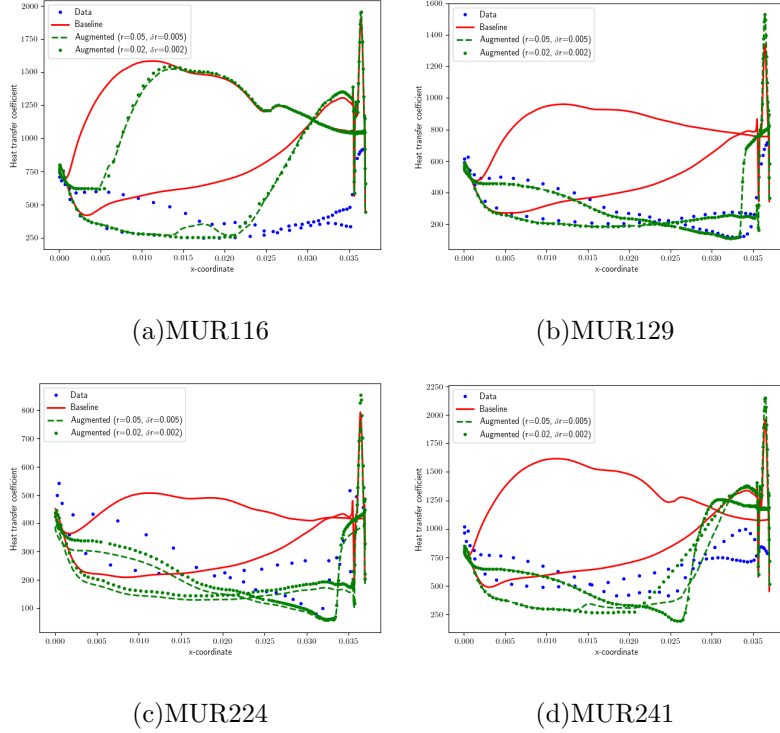 Data
Baseline
Augmented (r=0.05, δr=0.005)
Augmented (r=0.02, δr=0.002)
Heat transfer coefficient
2000
1750
1500
1250
1000
750
500
250
0.000 0.005 0.010 0.015 0.020 0.025 0.030 0.035
x-coordinate
(a)MUR116
Data
Baseline
Augmented (r=0.05, δr=0.005)
Augmented (r=0.02, δr=0.002)
Heat transfer coefficient
1600
1400
1200
1000
800
600
400
200
0.000 0.005 0.010 0.015 0.020 0.025 0.030 0.035
x-coordinate
(b)MUR129
Data
Baseline
Augmented (r=0.05, δr=0.005)
Augmented (r=0.02, δr=0.002)
Heat transfer coefficient
800
700
600
500
400
300
200
100
0.000 0.005 0.010 0.015 0.020 0.025 0.030 0.035
x-coordinate
(c)MUR224
Data
Baseline
Augmented (r=0.05, δr=0.005)
Augmented (r=0.02, δr=0.002)
Heat transfer coefficient
2250
2000
1750
1500
1250
1000
750
500
250
0.000 0.005 0.010 0.015 0.020 0.025 0.030 0.035
x-coordinate
(d)MUR241